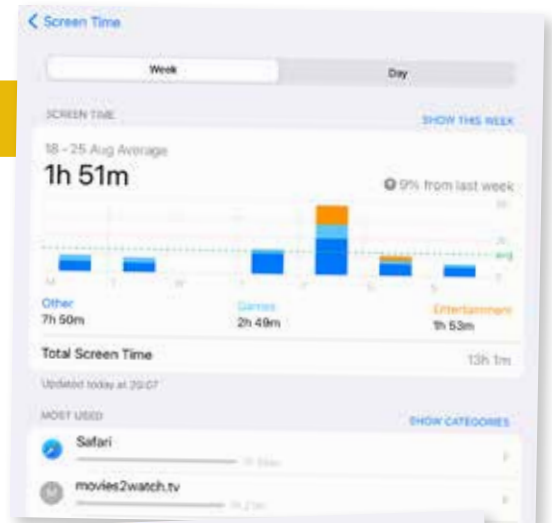 Screen Time
Week Day
SCREEN TIME SHOW THIS WEEK
18 - 25 Aug Average
1h 51m 9% from last week
avg
M T W T F S S
Other Games Entertainment
7h 50m 2h 49m 1h 53m
Total Screen Time 13h 1m
Updated today at 20:07
MOST USED SHOW CATEGORIES
Safari
movies2watch.tv